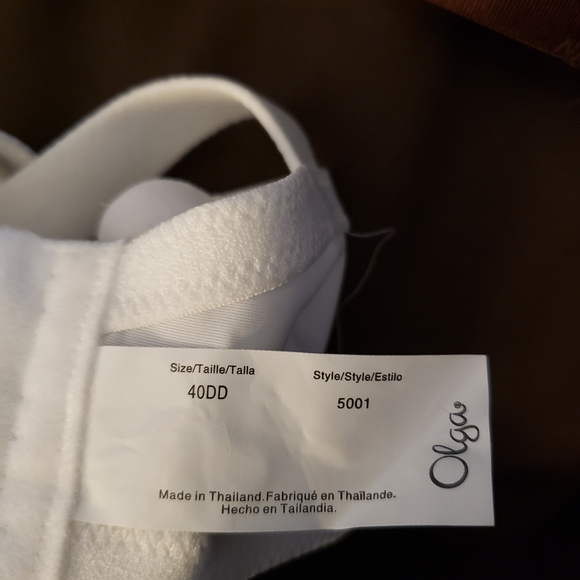 Size/Taille/Talla
40DD
Style/Style/Estilo
5001
Olga®
Made in Thailand.Fabriqué en Thaïlande.
Hecho en Tailandia.